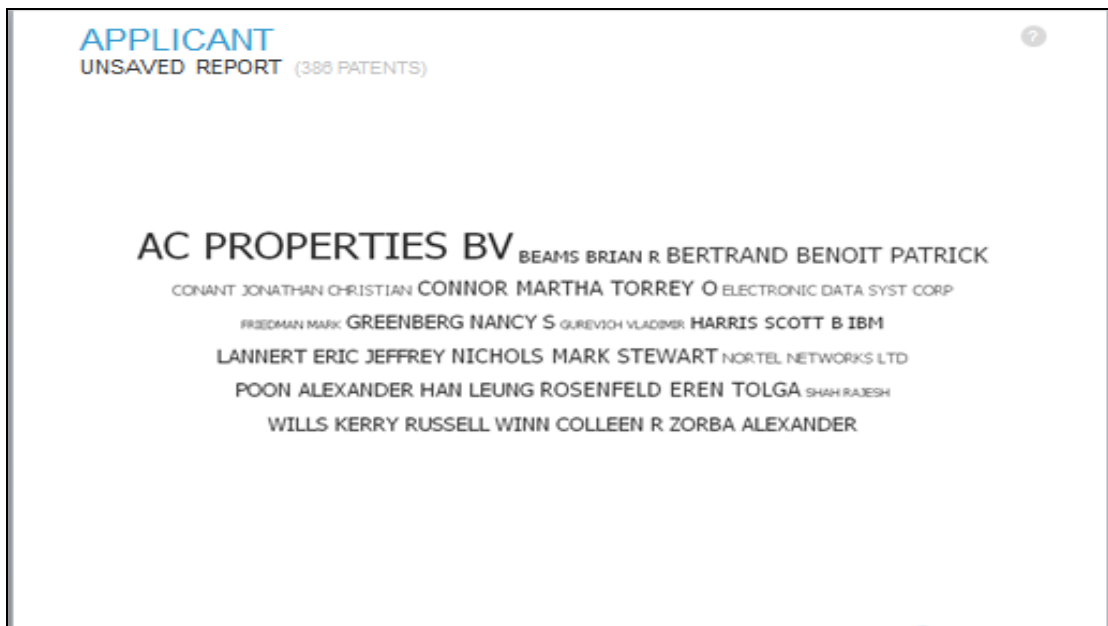 APPLICANT
?
UNSAVED REPORT (386 PATENTS)
AC PROPERTIES BV BEAMS BRIAN R BERTRAND BENOIT PATRICK
CONANT JONATHAN CHRISTIAN CONNOR MARTHA TORREY O ELECTRONIC DATA SYST CORP
FRIEDMAN MARK GREENBERG NANCY S GUREVICH VLADIMIR HARRIS SCOTT B IBM
LANNERT ERIC JEFFREY NICHOLS MARK STEWART NORTEL NETWORKS LTD
POON ALEXANDER HAN LEUNG ROSENFELD EREN TOLGA SHAH RAJESH
WILLS KERRY RUSSELL WINN COLLEEN R ZORBA ALEXANDER